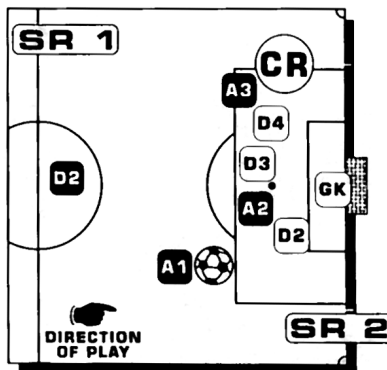 SR 1
CR
A3
D4
D3
D2
GK
A2
D2
A1
DIRECTION
OF PLAY
SR 2